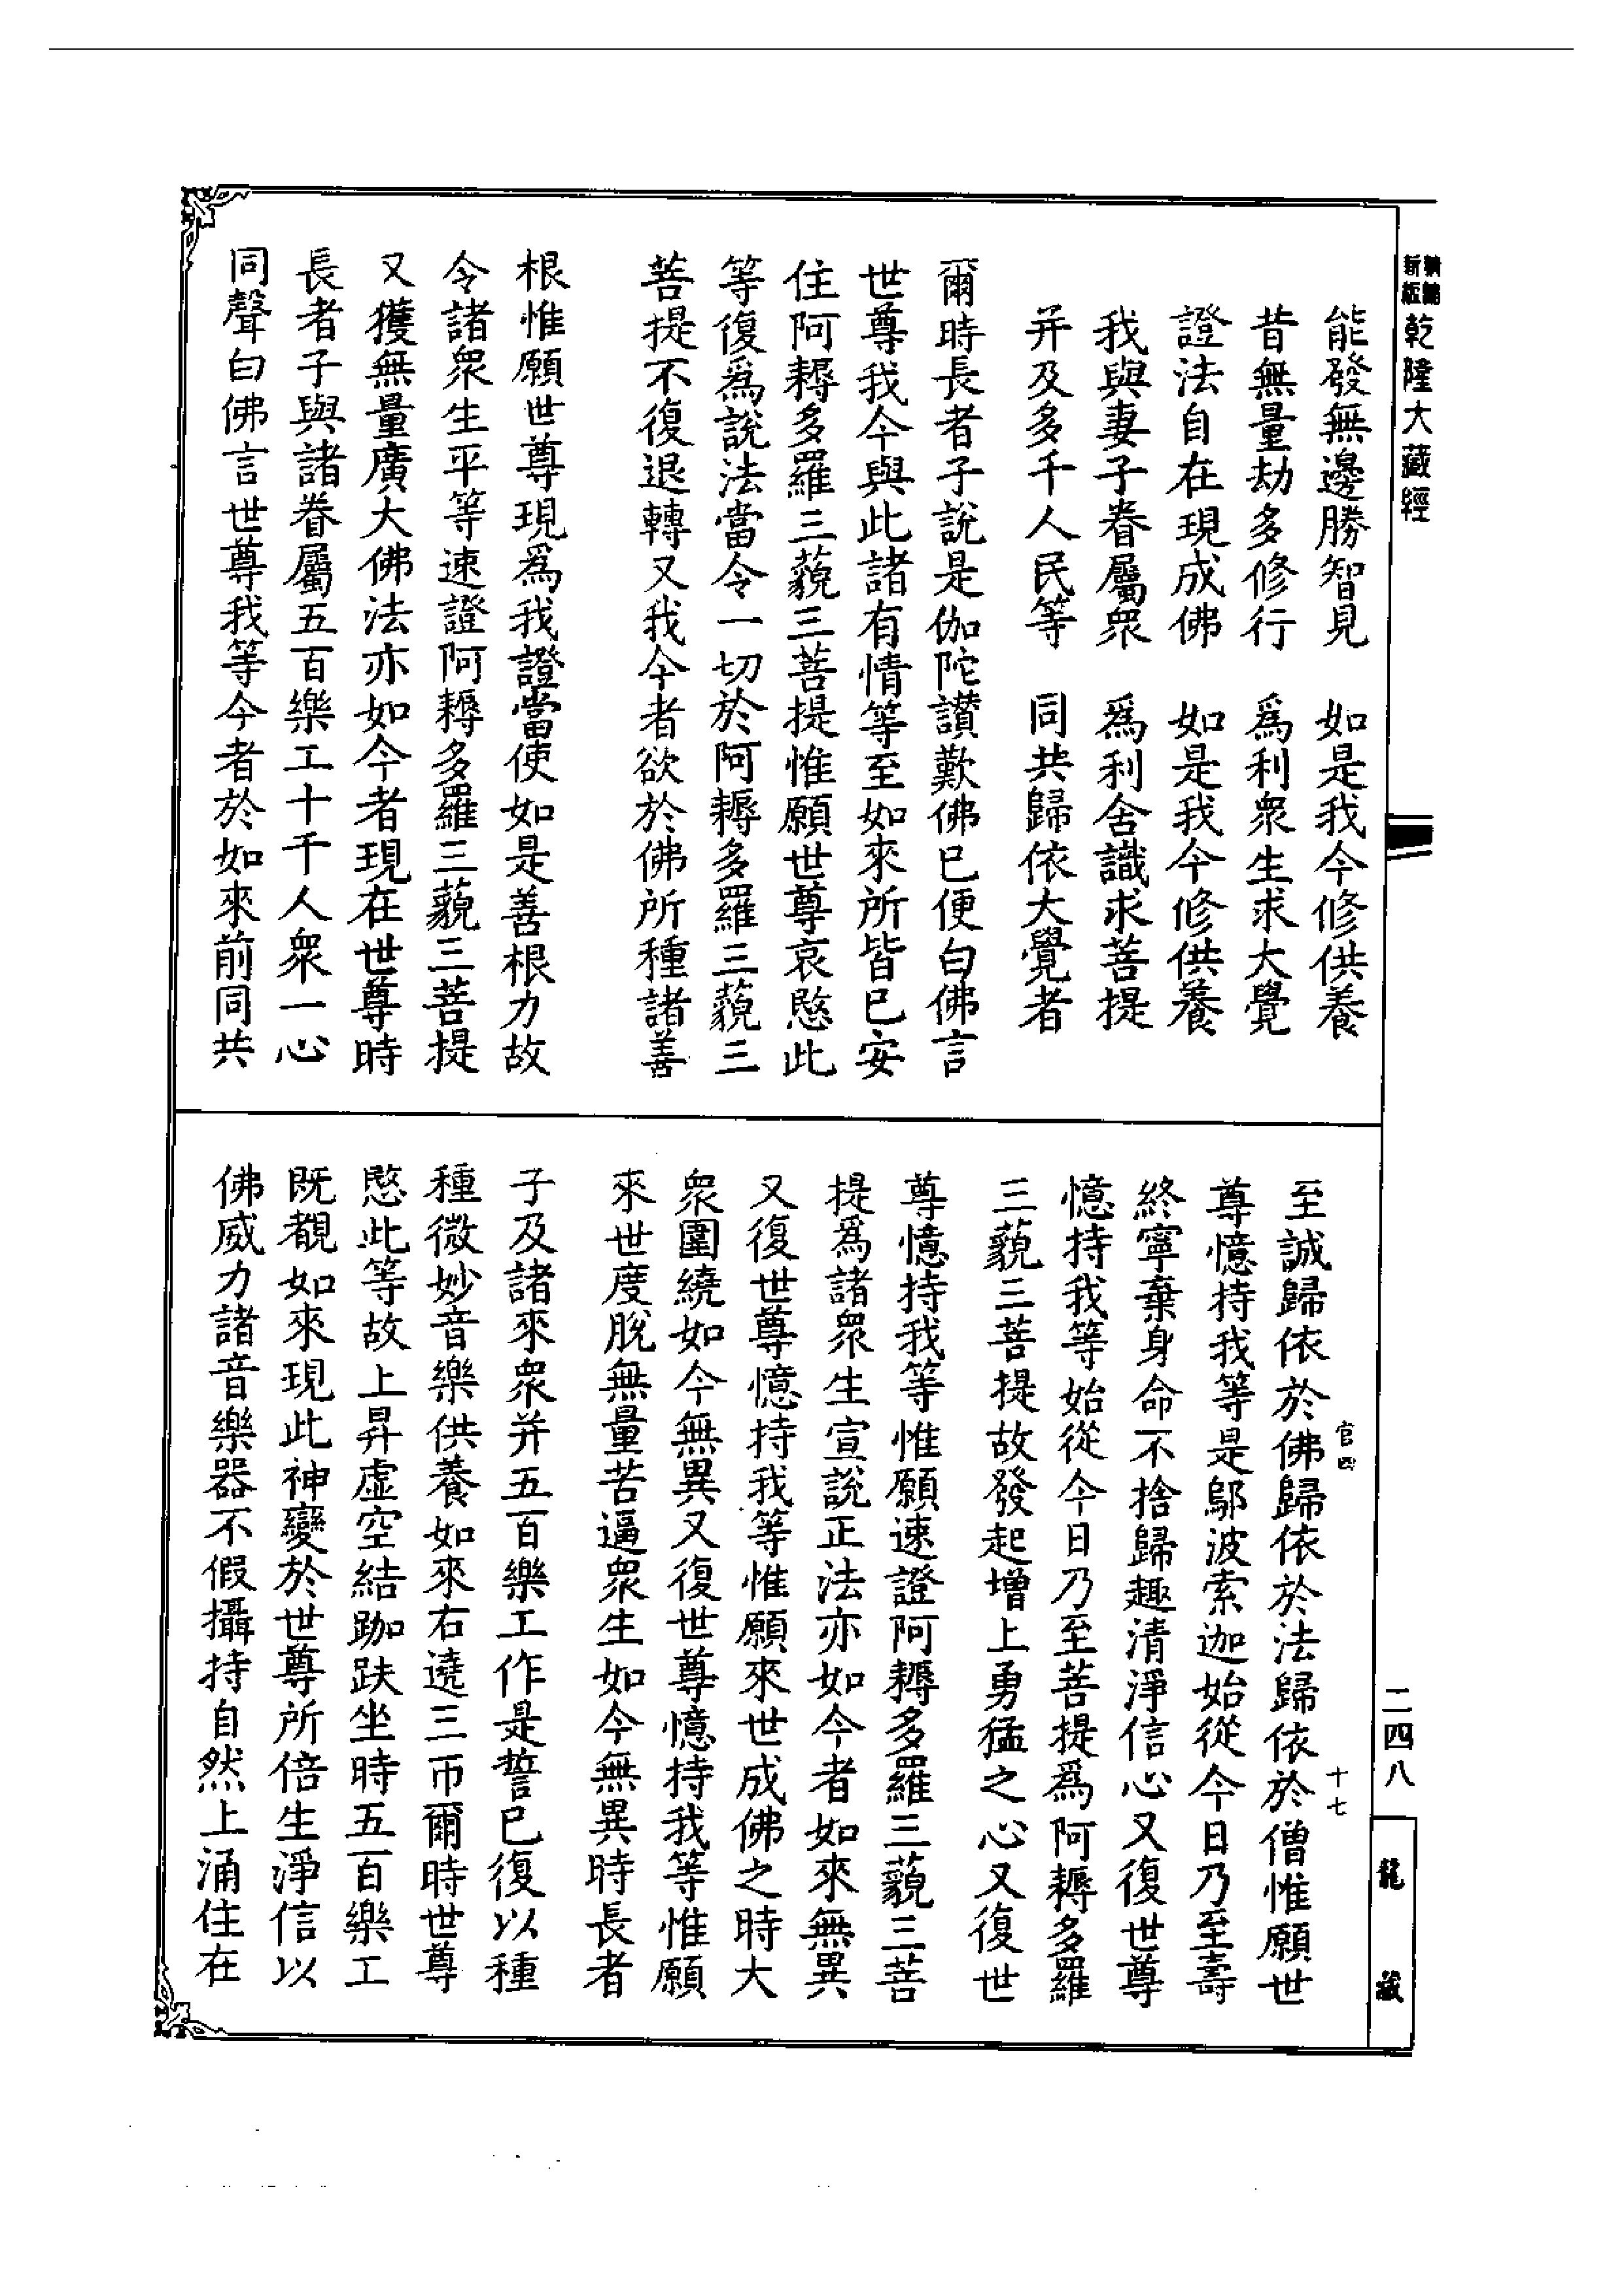 精縮新版乾隆大藏經
能發無邊勝智見　如是我今修供養
昔無量劫多修行　爲利衆生求大覺
證法自在現成佛　如是我今修供養
我與妻子眷屬衆　爲利含識求菩提
幷及多千人民等　同共歸依大覺者
爾時長者子說是伽陀讃歎佛已便白佛言
世尊我今與此諸有情等至如來所皆已安
住阿耨多羅三藐三菩提惟願世尊哀愍此
等復爲說法當令一切於阿耨多羅三藐三
菩提不復退轉又我今者欲於佛所種諸善
根惟願世尊現爲我證當使如是善根力故
令諸衆生平等速證阿耨多羅三藐三菩提
又獲無量廣大佛法亦如今者現在世尊時
長者子與諸眷屬五百樂工十千人衆一心
同聲白佛言世尊我等今者於如來前同共
至誠歸依於佛歸依於法歸依於僧惟願世
尊憶持我等是鄔波索迦始從今日乃至壽
終寧棄身命不捨歸趣清淨信心又復世尊
憶持我等始從今日乃至菩提爲阿耨多羅
三藐三菩提故發起增上勇猛之心又復世
尊憶持我等惟願速證阿耨多羅三藐三菩
提爲諸衆生宣說正法亦如今者如來無異
又復世尊憶持我等惟願來世成佛之時大
衆圍繞如今無異又復世尊憶持我等惟願
來世度脫無量苦逼衆生如今無異時長者
子及諸來衆幷五百樂工作是誓已復以種
種微妙音樂供養如來右遶三帀爾時世尊
愍此等故上昇虛空結跏趺坐時五百樂工
既覩如來現此神變於世尊所倍生淨信以
佛威力諸音樂器不假攝持自然上涌住在
官四
十七
二四八
龍藏